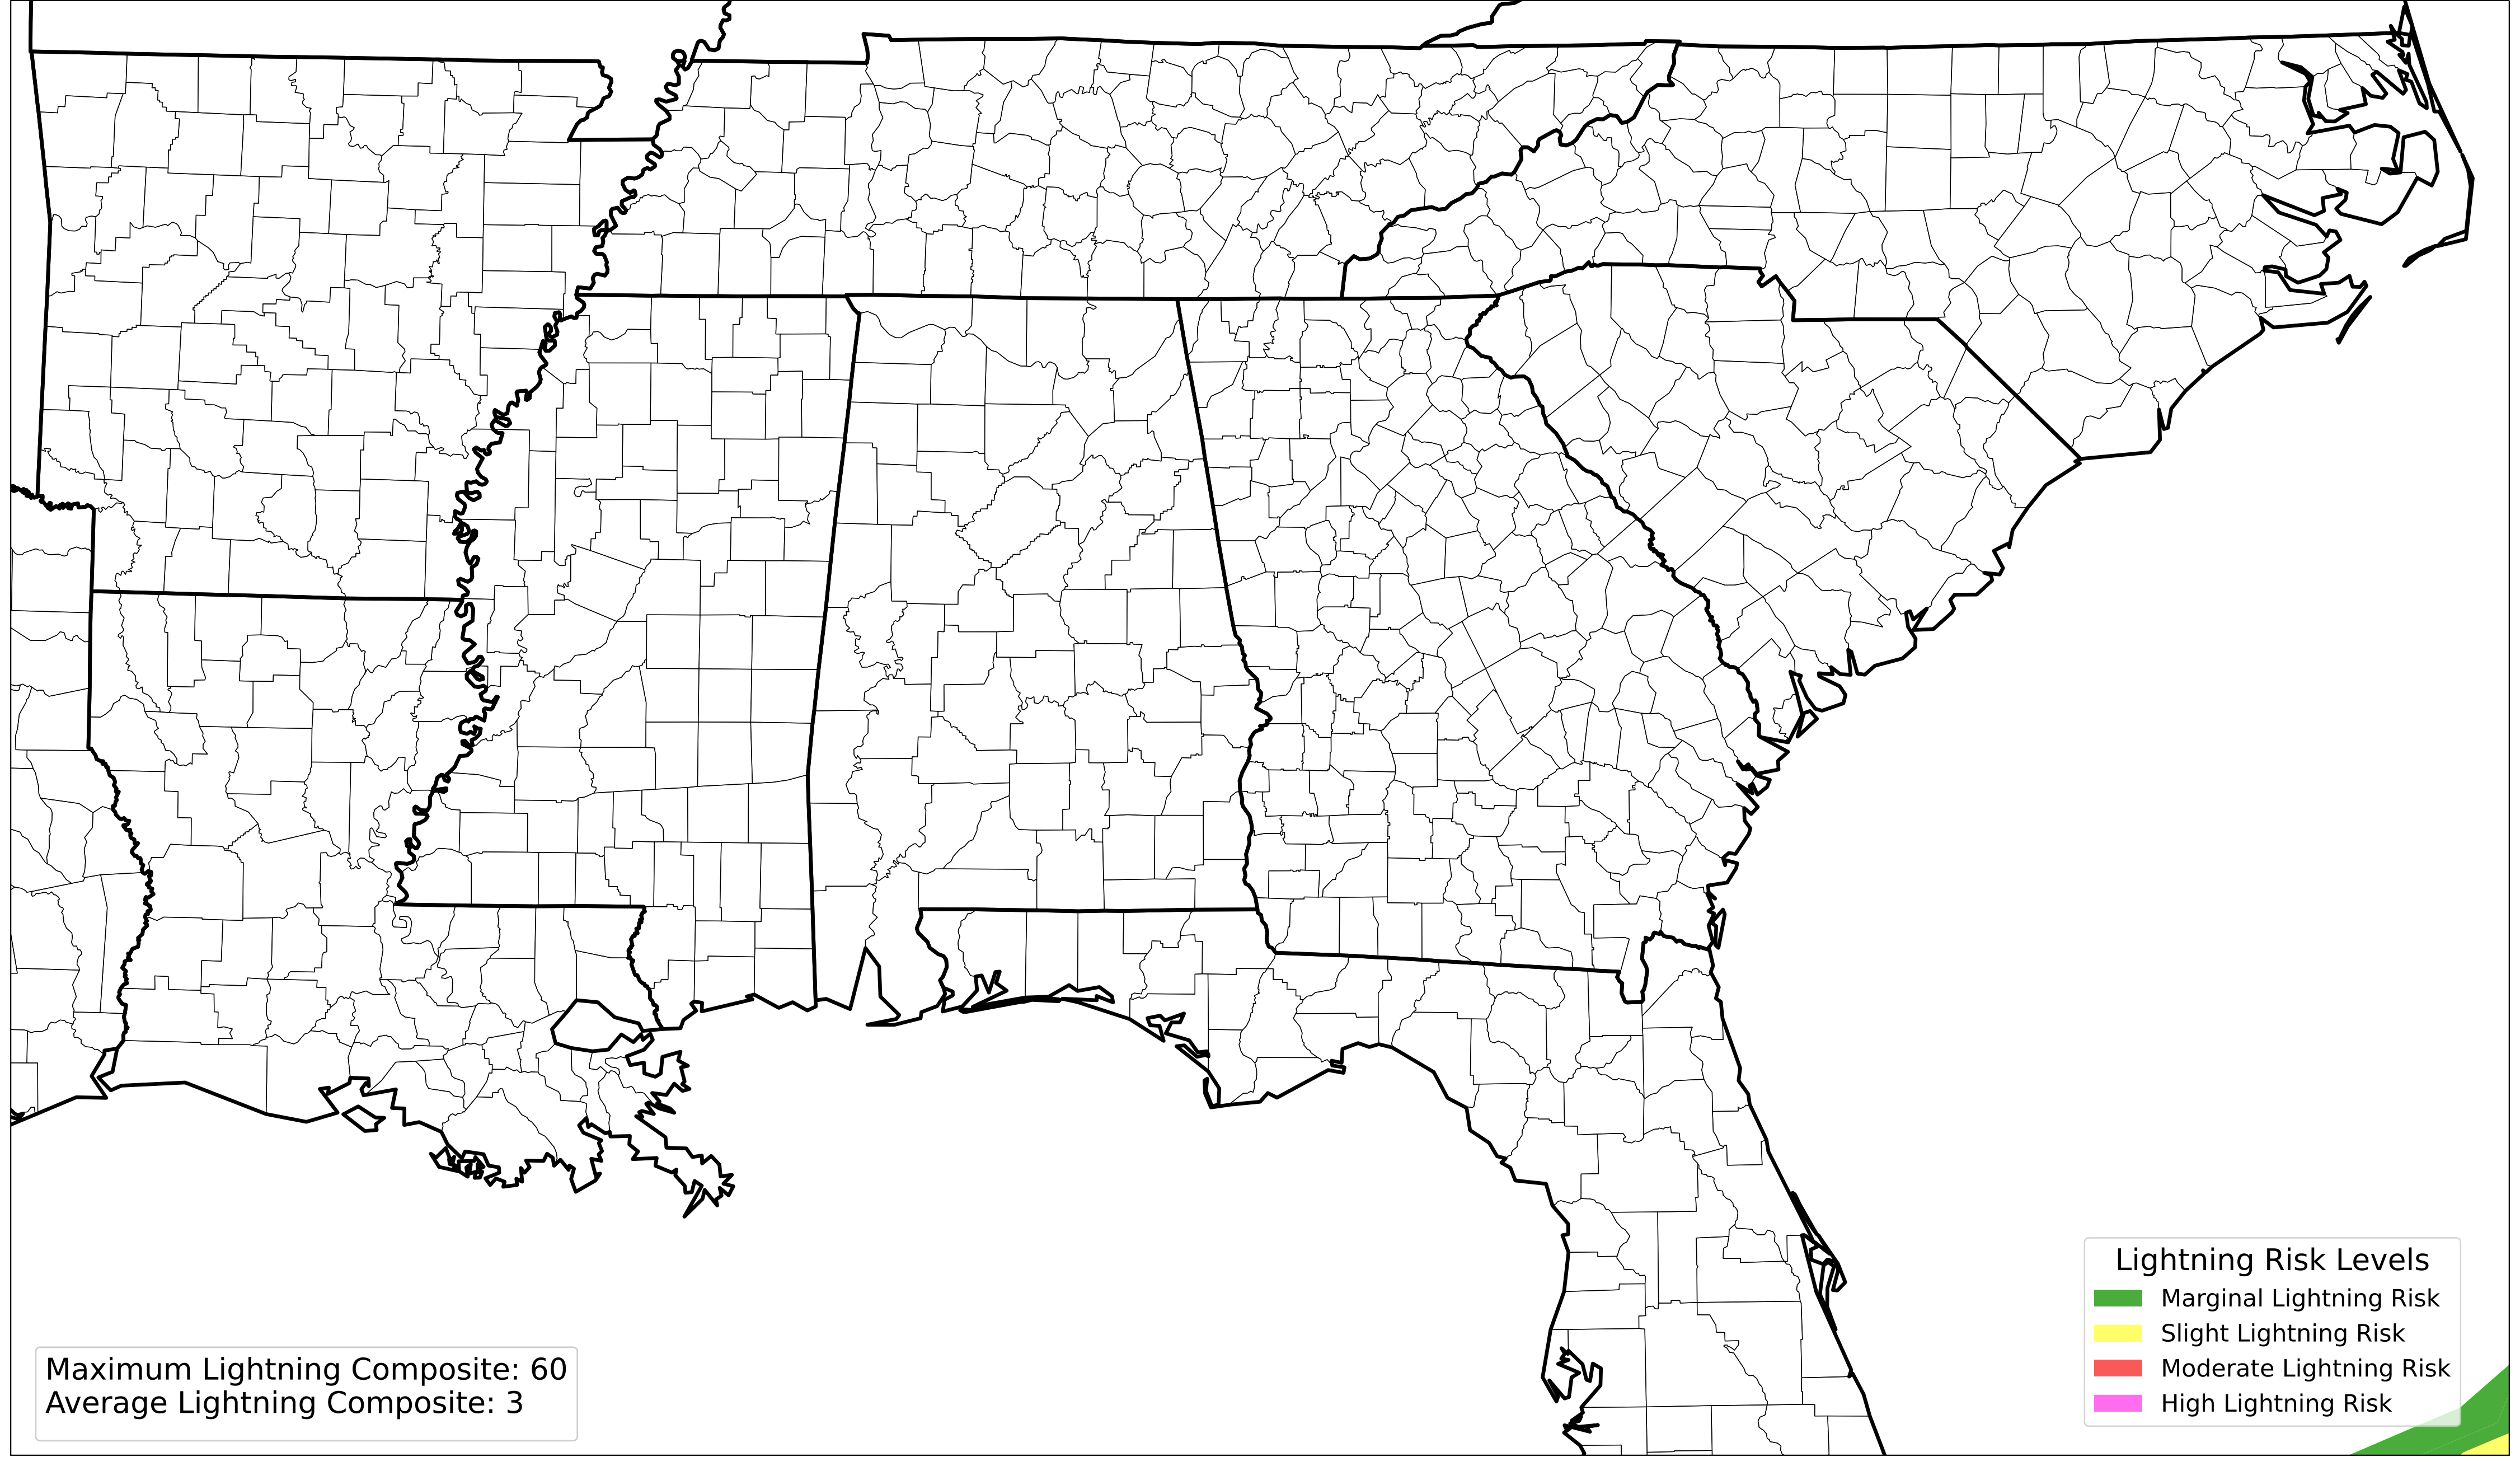 Lightning Risk Levels
Marginal Lightning Risk
Slight Lightning Risk
Moderate Lightning Risk
High Lightning Risk
Maximum Lightning Composite: 60
Average Lightning Composite: 3